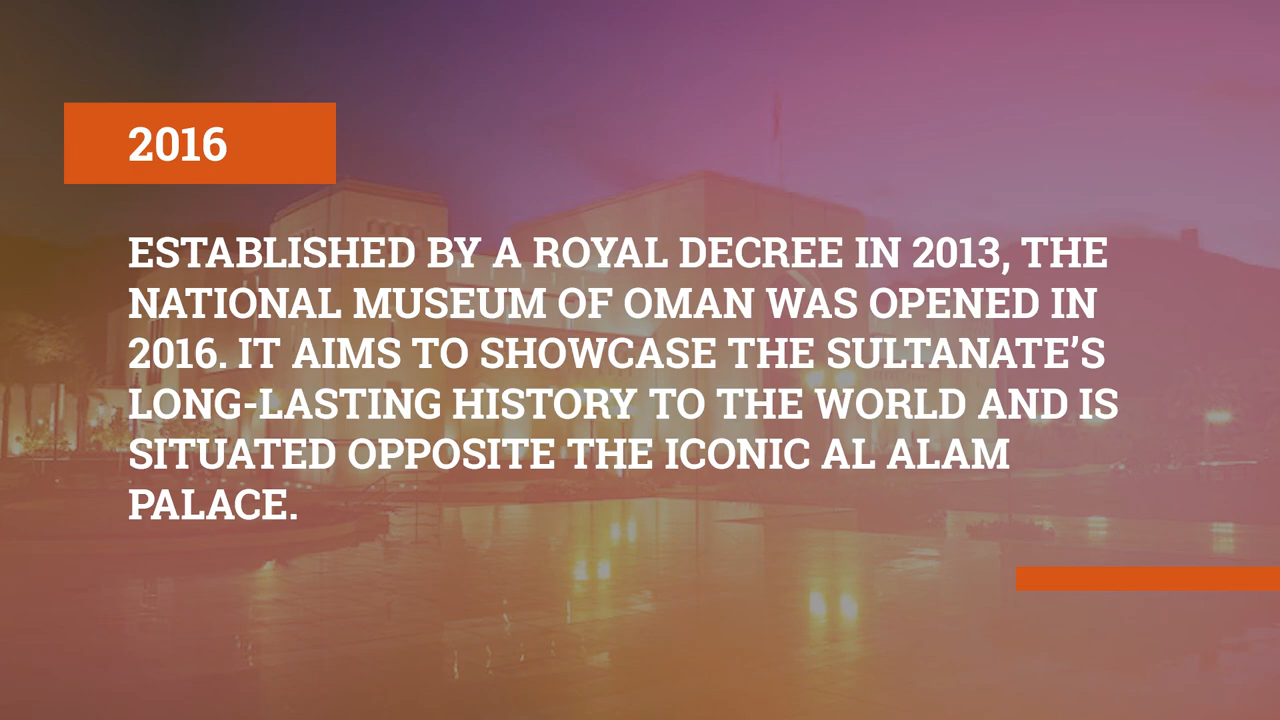 2016
ESTABLISHED BY A ROYAL DECREE IN 2013, THE
NATIONAL MUSEUM OF OMAN WAS OPENED IN
2016. IT AIMS TO SHOWCASE THE SULTANATE’S
LONG-LASTING HISTORY TO THE WORLD AND IS
SITUATED OPPOSITE THE ICONIC AL ALAM
PALACE.